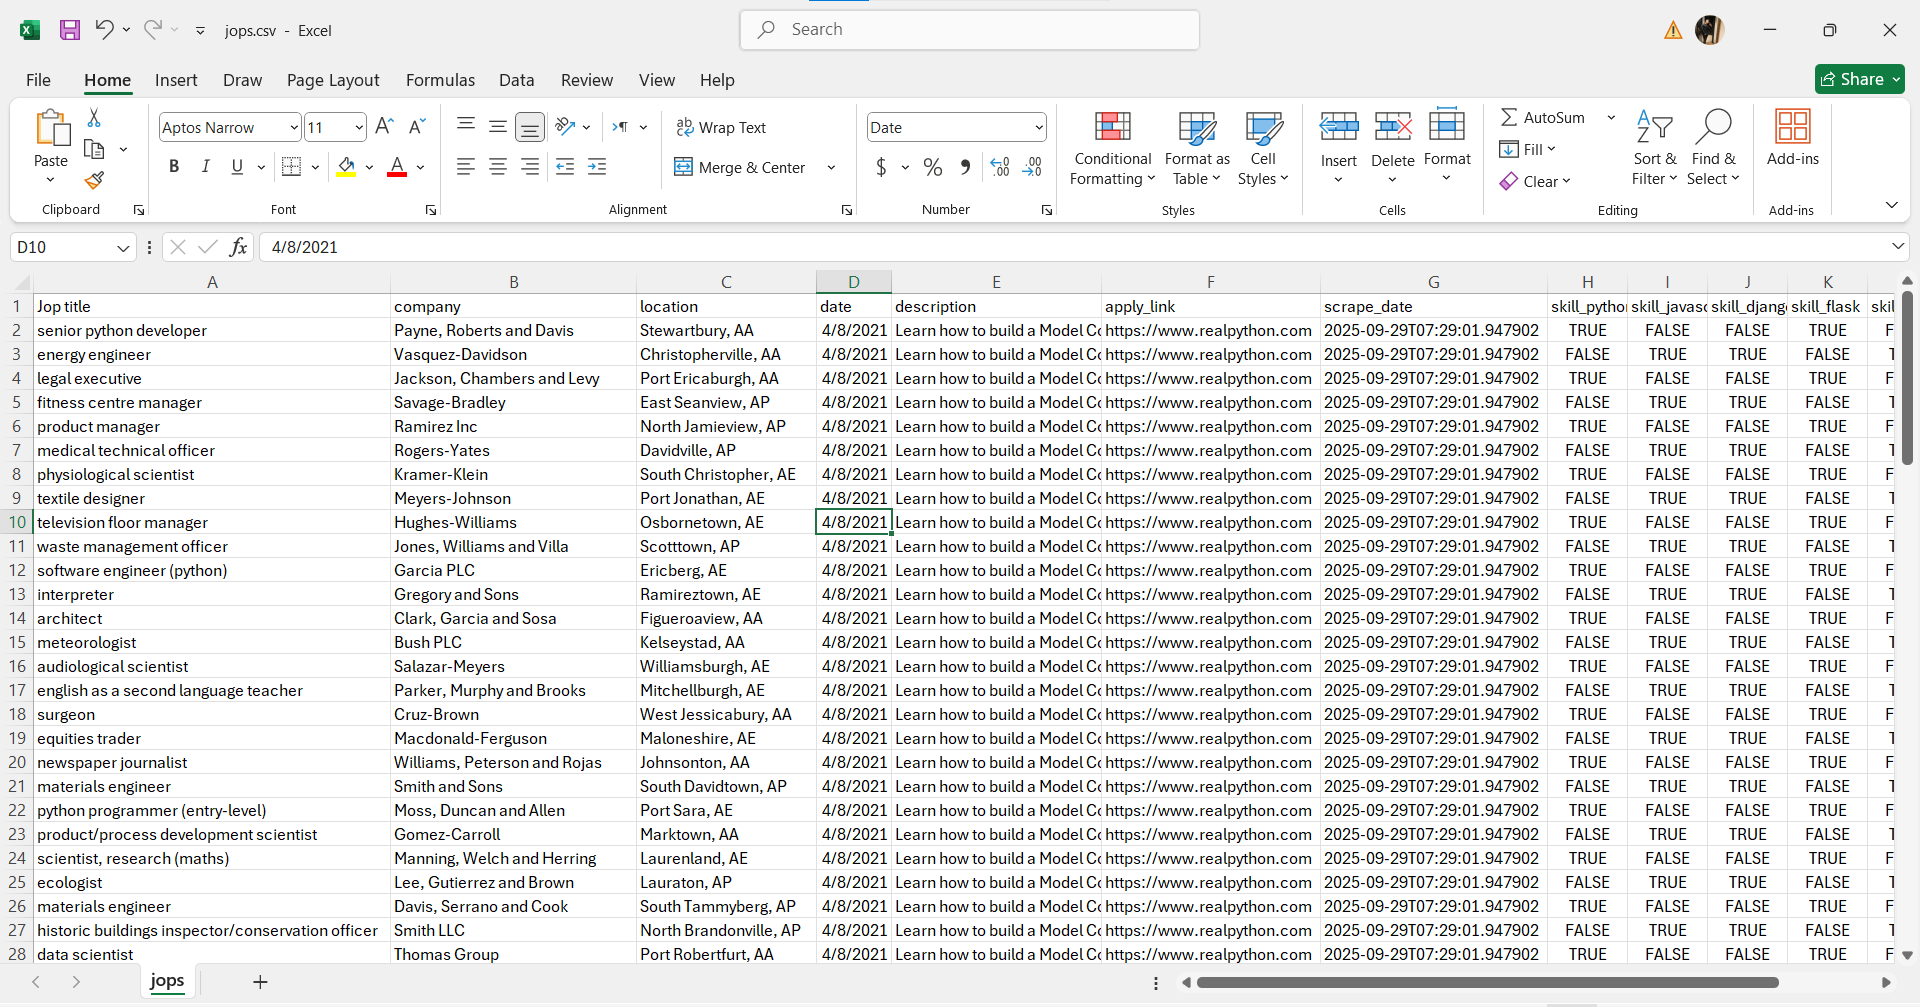 jops.csv - Excel
Search
File Home Insert Draw Page Layout Formulas Data Review View Help
Share
Paste
Clipboard
Aptos Narrow 11
B I U
Font
Wrap Text
Merge & Center
Alignment
Date
$ %
Number
Conditional Formatting
Format as Table
Cell Styles
Styles
Insert Delete Format
Cells
AutoSum
Fill
Clear
Sort & Filter
Find & Select
Editing
Add-ins
Add-ins
D10 fx 4/8/2021
A B C D E F G H I J K
1 Jop title company location date description apply_link scrape_date skill_pythor skill_javasc skill_djang skill_flask skil
2 senior python developer Payne, Roberts and Davis Stewartbury, AA 4/8/2021 Learn how to build a Model Co https://www.realpython.com 2025-09-29T07:29:01.947902 TRUE FALSE FALSE TRUE F
3 energy engineer Vasquez-Davidson Christopherville, AA 4/8/2021 Learn how to build a Model Co https://www.realpython.com 2025-09-29T07:29:01.947902 FALSE TRUE TRUE FALSE T
4 legal executive Jackson, Chambers and Levy Port Ericaburgh, AA 4/8/2021 Learn how to build a Model Co https://www.realpython.com 2025-09-29T07:29:01.947902 TRUE FALSE FALSE TRUE F
5 fitness centre manager Savage-Bradley East Seanview, AP 4/8/2021 Learn how to build a Model Co https://www.realpython.com 2025-09-29T07:29:01.947902 FALSE TRUE TRUE FALSE T
6 product manager Ramirez Inc North Jamieview, AP 4/8/2021 Learn how to build a Model Co https://www.realpython.com 2025-09-29T07:29:01.947902 TRUE FALSE FALSE TRUE F
7 medical technical officer Rogers-Yates Davidville, AP 4/8/2021 Learn how to build a Model Co https://www.realpython.com 2025-09-29T07:29:01.947902 FALSE TRUE TRUE FALSE T
8 physiological scientist Kramer-Klein South Christopher, AE 4/8/2021 Learn how to build a Model Co https://www.realpython.com 2025-09-29T07:29:01.947902 TRUE FALSE FALSE TRUE F
9 textile designer Meyers-Johnson Port Jonathan, AE 4/8/2021 Learn how to build a Model Co https://www.realpython.com 2025-09-29T07:29:01.947902 FALSE TRUE TRUE FALSE T
10 television floor manager Hughes-Williams Osbornetown, AE 4/8/2021 Learn how to build a Model Co https://www.realpython.com 2025-09-29T07:29:01.947902 TRUE FALSE FALSE TRUE F
11 waste management officer Jones, Williams and Villa Scotttown, AP 4/8/2021 Learn how to build a Model Co https://www.realpython.com 2025-09-29T07:29:01.947902 FALSE TRUE TRUE FALSE T
12 software engineer (python) Garcia PLC Ericberg, AE 4/8/2021 Learn how to build a Model Co https://www.realpython.com 2025-09-29T07:29:01.947902 TRUE FALSE FALSE TRUE F
13 interpreter Gregory and Sons Ramireztown, AE 4/8/2021 Learn how to build a Model Co https://www.realpython.com 2025-09-29T07:29:01.947902 FALSE TRUE TRUE FALSE T
14 architect Clark, Garcia and Sosa Figueroaview, AA 4/8/2021 Learn how to build a Model Co https://www.realpython.com 2025-09-29T07:29:01.947902 TRUE FALSE FALSE TRUE F
15 meteorologist Bush PLC Kelseystad, AA 4/8/2021 Learn how to build a Model Co https://www.realpython.com 2025-09-29T07:29:01.947902 FALSE TRUE TRUE FALSE T
16 audiological scientist Salazar-Meyers Williamsburgh, AE 4/8/2021 Learn how to build a Model Co https://www.realpython.com 2025-09-29T07:29:01.947902 TRUE FALSE FALSE TRUE F
17 english as a second language teacher Parker, Murphy and Brooks Mitchellburgh, AE 4/8/2021 Learn how to build a Model Co https://www.realpython.com 2025-09-29T07:29:01.947902 FALSE TRUE TRUE FALSE T
18 surgeon Cruz-Brown West Jessicabury, AA 4/8/2021 Learn how to build a Model Co https://www.realpython.com 2025-09-29T07:29:01.947902 TRUE FALSE FALSE TRUE F
19 equities trader Macdonald-Ferguson Maloneshire, AE 4/8/2021 Learn how to build a Model Co https://www.realpython.com 2025-09-29T07:29:01.947902 FALSE TRUE TRUE FALSE T
20 newspaper journalist Williams, Peterson and Rojas Johnsonton, AA 4/8/2021 Learn how to build a Model Co https://www.realpython.com 2025-09-29T07:29:01.947902 TRUE FALSE FALSE TRUE F
21 materials engineer Smith and Sons South Davidtown, AP 4/8/2021 Learn how to build a Model Co https://www.realpython.com 2025-09-29T07:29:01.947902 FALSE TRUE TRUE FALSE T
22 python programmer (entry-level) Moss, Duncan and Allen Port Sara, AE 4/8/2021 Learn how to build a Model Co https://www.realpython.com 2025-09-29T07:29:01.947902 TRUE FALSE FALSE TRUE F
23 product/process development scientist Gomez-Carroll Marktown, AA 4/8/2021 Learn how to build a Model Co https://www.realpython.com 2025-09-29T07:29:01.947902 FALSE TRUE TRUE FALSE T
24 scientist, research (maths) Manning, Welch and Herring Laurenland, AE 4/8/2021 Learn how to build a Model Co https://www.realpython.com 2025-09-29T07:29:01.947902 TRUE FALSE FALSE TRUE F
25 ecologist Lee, Gutierrez and Brown Lauraton, AP 4/8/2021 Learn how to build a Model Co https://www.realpython.com 2025-09-29T07:29:01.947902 FALSE TRUE TRUE FALSE T
26 materials engineer Davis, Serrano and Cook South Tammyberg, AP 4/8/2021 Learn how to build a Model Co https://www.realpython.com 2025-09-29T07:29:01.947902 TRUE FALSE FALSE TRUE F
27 historic buildings inspector/conservation officer Smith LLC North Brandonville, AP 4/8/2021 Learn how to build a Model Co https://www.realpython.com 2025-09-29T07:29:01.947902 FALSE TRUE TRUE FALSE T
28 data scientist Thomas Group Port Robertfurt, AA 4/8/2021 Learn how to build a Model Co https://www.realpython.com 2025-09-29T07:29:01.947902 TRUE FALSE FALSE TRUE F
jops